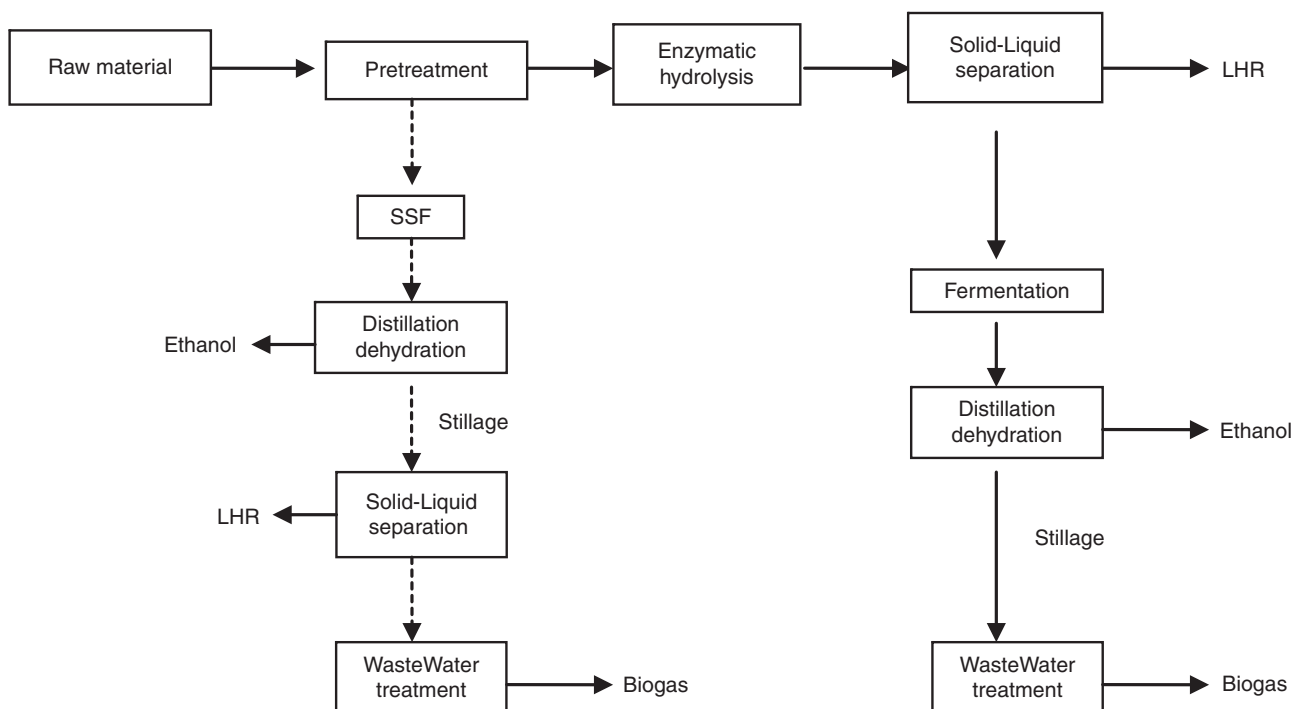 Raw material
Pretreatment
Enzymatic
hydrolysis
Solid-Liquid
separation
LHR
SSF
Fermentation
Distillation
dehydration
Ethanol
Distillation
dehydration
Ethanol
Stillage
Solid-Liquid
separation
LHR
Stillage
WasteWater
treatment
Biogas
WasteWater
treatment
Biogas